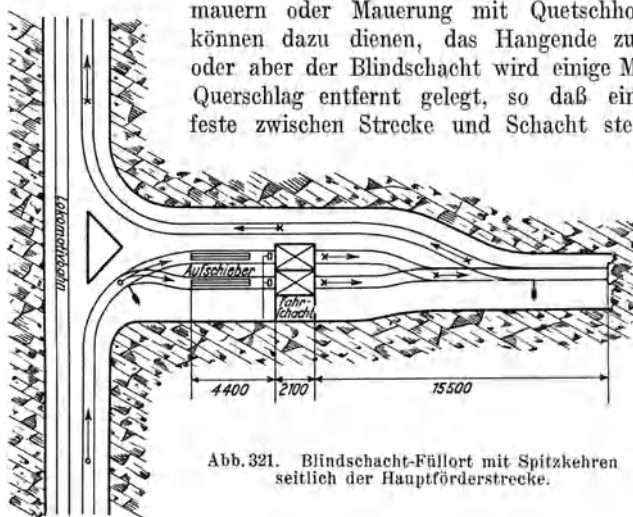 mauern oder Mauerung mit Quetschho
können dazu dienen, das Hangende zu
oder aber der Blindschacht wird einige M
Querschlag entfernt gelegt, so daß ein
feste zwischen Strecke und Schacht ste
Lokomotivbahn
Aufschieber
Fahr-
schacht
4400 2100 15500
Abb. 321. Blindschacht-Füllort mit Spitzkehren
seitlich der Hauptförderstrecke.